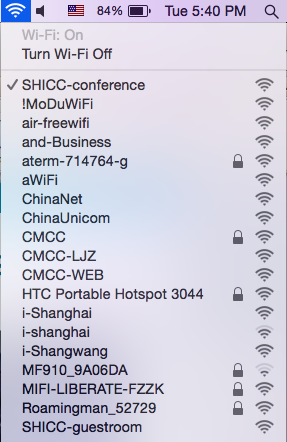 84% Tue 5:40 PM
Wi-Fi: On
Turn Wi-Fi Off
✓ SHICC-conference
!MoDuWiFi
air-freewifi
and-Business
aterm-714764-g
aWiFi
ChinaNet
ChinaUnicom
CMCC
CMCC-LJZ
CMCC-WEB
HTC Portable Hotspot 3044
i-Shanghai
i-shanghai
i-Shangwang
MF910_9A06DA
MIFI-LIBERATE-FZZK
Roamingman_52729
SHICC-guestroom